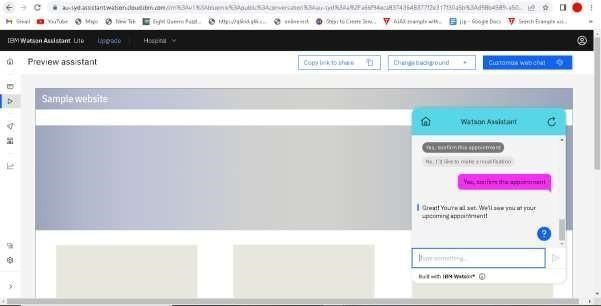 au-syd.assistant.watson.cloud.ibm.com
Gmail YouTube Maps New Tab Eight Queens Puzzl... online intt Steps to Create Serv... AJAX example with... jsp - Google Docs Servlet Example usi...
IBM Watson Assistant Lite Upgrade Hospital
Preview assistant
Copy link to share
Change background
Customize web chat
Sample website
Watson Assistant
Yes, confirm this appointment
No, I'd like to make a modification
Yes, confirm this appointment
Great! You're all set. We'll see you at your
upcoming appointment!
Type something...
Built with IBM Watson®